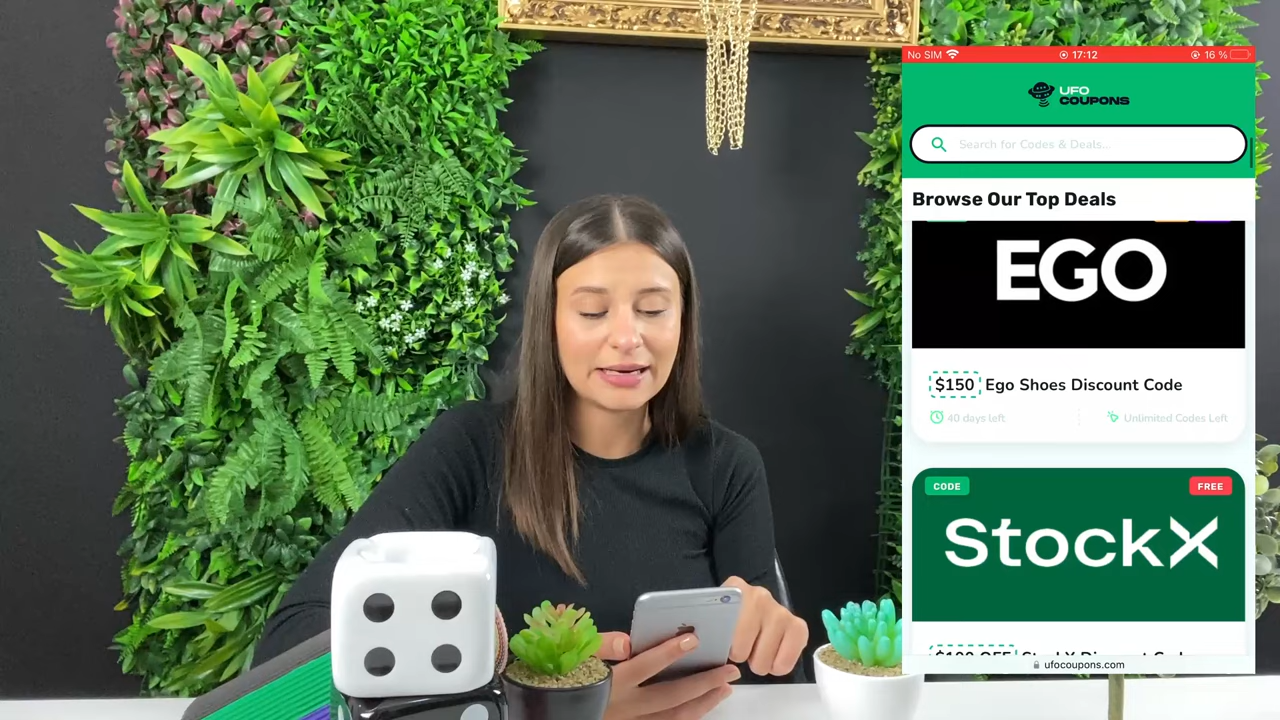 No SIM 17:12 16 %
UFO
COUPONS
Search for Codes & Deals...
Browse Our Top Deals
EGO
$150 Ego Shoes Discount Code
40 days left Unlimited Codes Left
CODE FREE
StockX
ufocoupons.com